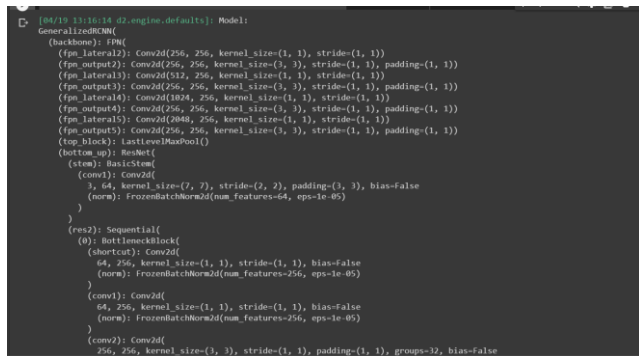 [04/19 13:16:14 d2.engine.defaults]: Model:
GeneralizedRCNN(
  (backbone): FPN(
    (fpn_lateral2): Conv2d(256, 256, kernel_size=(1, 1), stride=(1, 1))
    (fpn_output2): Conv2d(256, 256, kernel_size=(3, 3), stride=(1, 1), padding=(1, 1))
    (fpn_lateral3): Conv2d(512, 256, kernel_size=(1, 1), stride=(1, 1))
    (fpn_output3): Conv2d(256, 256, kernel_size=(3, 3), stride=(1, 1), padding=(1, 1))
    (fpn_lateral4): Conv2d(1024, 256, kernel_size=(1, 1), stride=(1, 1))
    (fpn_output4): Conv2d(256, 256, kernel_size=(3, 3), stride=(1, 1), padding=(1, 1))
    (fpn_lateral5): Conv2d(2048, 256, kernel_size=(1, 1), stride=(1, 1))
    (fpn_output5): Conv2d(256, 256, kernel_size=(3, 3), stride=(1, 1), padding=(1, 1))
    (top_block): LastLevelMaxPool()
    (bottom_up): ResNet(
      (stem): BasicStem(
        (conv1): Conv2d(
          3, 64, kernel_size=(7, 7), stride=(2, 2), padding=(3, 3), bias=False
          (norm): FrozenBatchNorm2d(num_features=64, eps=1e-05)
        )
      )
      (res2): Sequential(
        (0): BottleneckBlock(
          (shortcut): Conv2d(
            64, 256, kernel_size=(1, 1), stride=(1, 1), bias=False
            (norm): FrozenBatchNorm2d(num_features=256, eps=1e-05)
          )
          (conv1): Conv2d(
            64, 256, kernel_size=(1, 1), stride=(1, 1), bias=False
            (norm): FrozenBatchNorm2d(num_features=256, eps=1e-05)
          )
          (conv2): Conv2d(
            256, 256, kernel_size=(3, 3), stride=(1, 1), padding=(1, 1), groups=32, bias=False